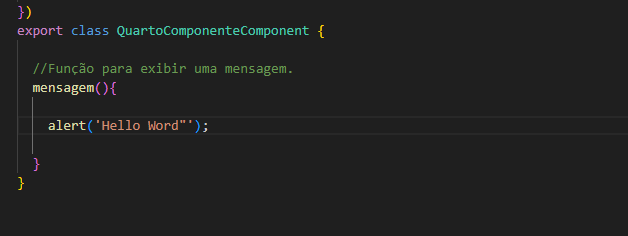 })
export class QuartoComponenteComponent {
//Função para exibir uma mensagem.
mensagem(){
alert('Hello Word"');
}
}